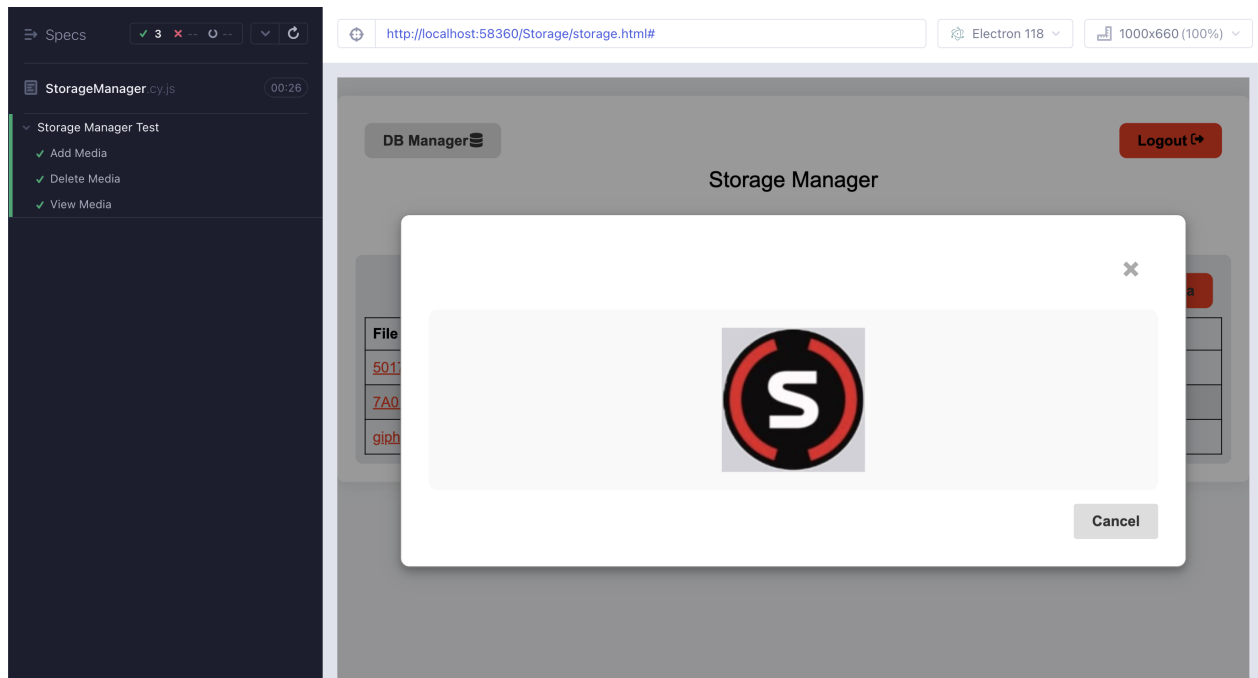 Specs 3 -- --
StorageManager.cy.js 00:26
Storage Manager Test
Add Media
Delete Media
View Media
http://localhost:58360/Storage/storage.html#
Electron 118
1000x660 (100%)
DB Manager
Logout
Storage Manager
a
File
5017
7A0
giph
S
Cancel